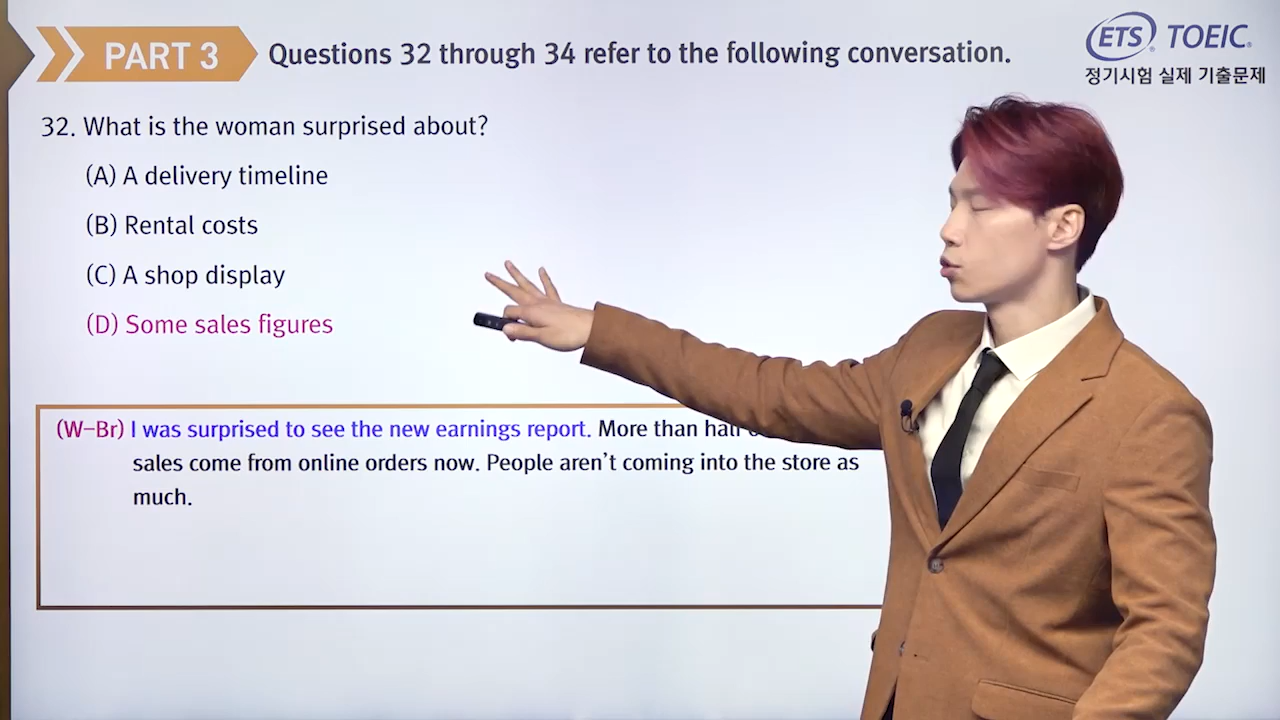 PART 3
Questions 32 through 34 refer to the following conversation.
ETS TOEIC
정기시험 실제 기출문제
32. What is the woman surprised about?
(A) A delivery timeline
(B) Rental costs
(C) A shop display
(D) Some sales figures
(W-Br) I was surprised to see the new earnings report. More than
sales come from online orders now. People aren't coming into the store as
much.